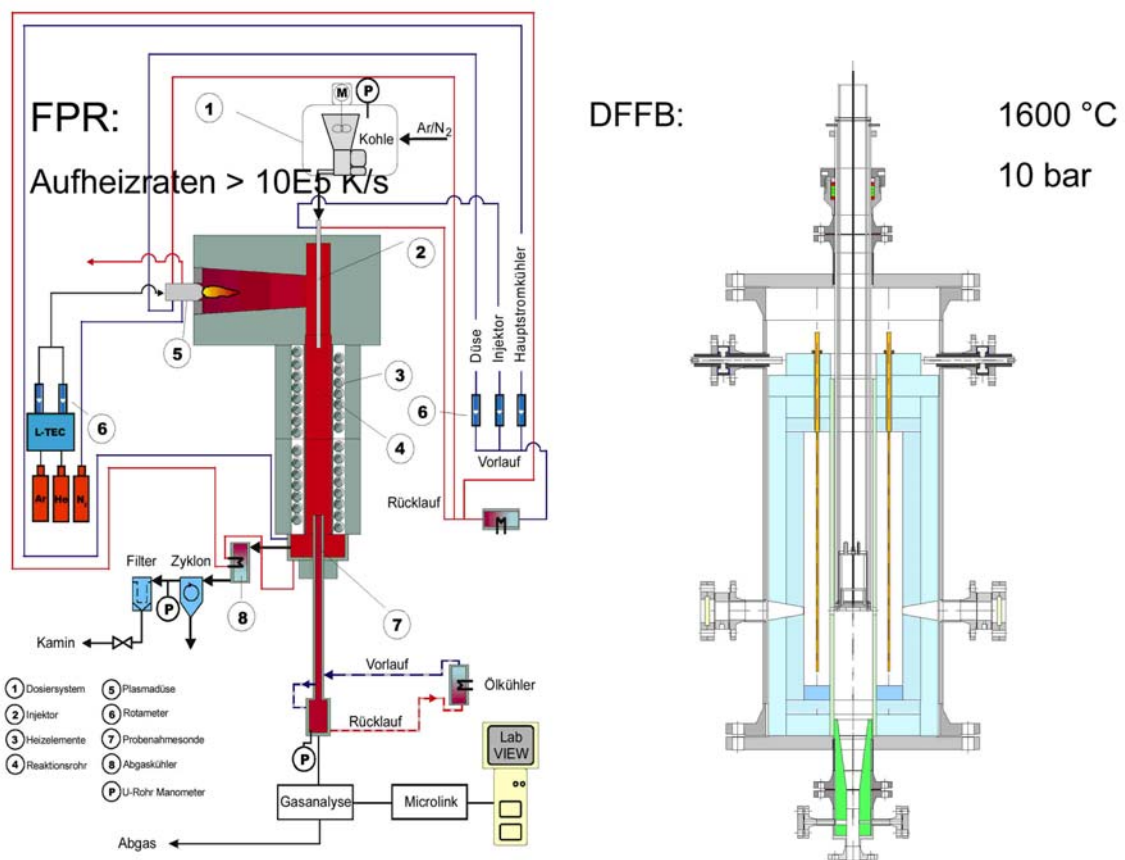 FPR:
Aufheizraten > 10E5 K/s
1
M
P
Kohle
Ar/N2
2
3
4
5
6
L-TEC
Ar
He
N2
Düse
Injektor
Hauptstromkühler
6
Vorlauf
Rücklauf
M
Filter
Zyklon
P
8
7
Kamin
Vorlauf
Ölkühler
Rücklauf
P
Lab
VIEW
Gasanalyse
Microlink
Abgas
1 Dosiersystem
2 Injektor
3 Heizelemente
4 Reaktionsrohr
5 Plasmadüse
6 Rotameter
7 Probenahmesonde
8 Abgaskühler
P U-Rohr Manometer
DFFB:
1600 °C
10 bar